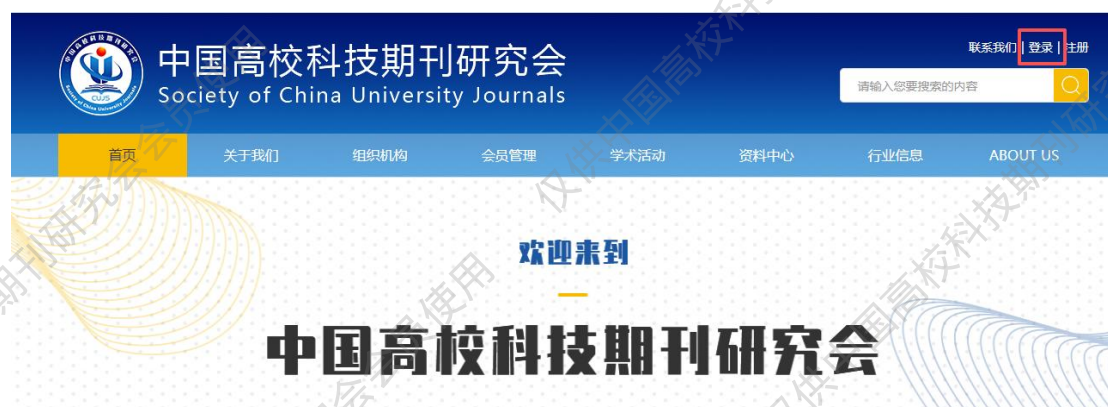 联系我们 | 登录 | 注册
中国高校科技期刊研究会
Society of China University Journals
CUJS
请输入您要搜索的内容
首页 关于我们 组织机构 会员管理 学术活动 资料中心 行业信息 ABOUT US
欢迎来到
中国高校科技期刊研究会